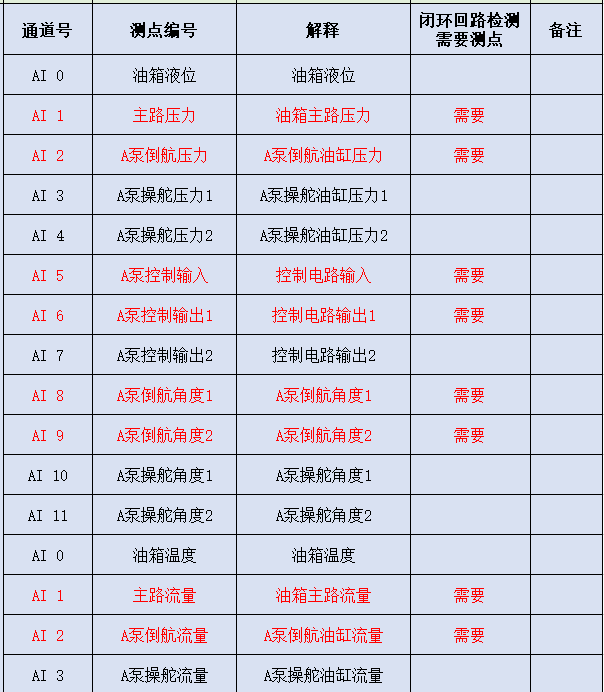 通道号 测点编号 解释 闭环回路检测 备注
需要测点
AI 0 油箱液位 油箱液位
AI 1 主路压力 油箱主路压力 需要
AI 2 A泵倒航压力 A泵倒航油缸压力 需要
AI 3 A泵操舵压力1 A泵操舵油缸压力1
AI 4 A泵操舵压力2 A泵操舵油缸压力2
AI 5 A泵控制输入 控制电路输入 需要
AI 6 A泵控制输出1 控制电路输出1 需要
AI 7 A泵控制输出2 控制电路输出2
AI 8 A泵倒航角度1 A泵倒航角度1 需要
AI 9 A泵倒航角度2 A泵倒航角度2 需要
AI 10 A泵操舵角度1 A泵操舵角度1
AI 11 A泵操舵角度2 A泵操舵角度2
AI 0 油箱温度 油箱温度
AI 1 主路流量 油箱主路流量 需要
AI 2 A泵倒航流量 A泵倒航油缸流量 需要
AI 3 A泵操舵流量 A泵操舵油缸流量